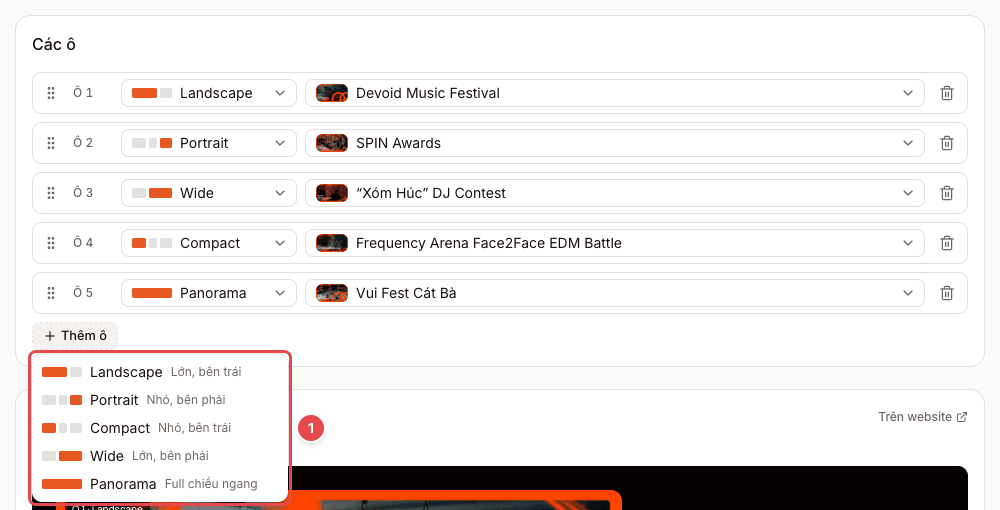 Các ô
Ô 1 Landscape Devoid Music Festival
Ô 2 Portrait SPIN Awards
Ô 3 Wide “Xóm Húc” DJ Contest
Ô 4 Compact Frequency Arena Face2Face EDM Battle
Ô 5 Panorama Vui Fest Cát Bà
+ Thêm ô
Landscape Lớn, bên trái
Portrait Nhỏ, bên phải
Compact Nhỏ, bên trái
Wide Lớn, bên phải
Panorama Full chiều ngang
1
Trên website
Ô 1: Landscape